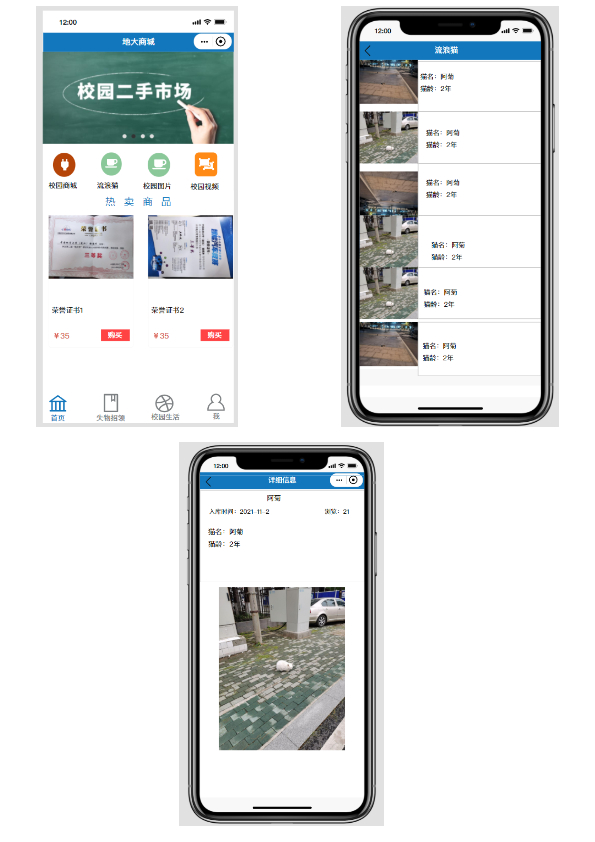 12:00
地大商城
校园二手市场
校园商城
流浪猫
校园图片
校园视频
热卖商品
荣誉证书
荣誉证书1
荣誉证书2
¥35
购买
¥35
购买
首页
失物招领
校园生活
我
12:00
流浪猫
猫名：阿菊
猫龄：2年
猫名：阿菊
猫龄：2年
猫名：阿菊
猫龄：2年
猫名：阿菊
猫龄：2年
猫名：阿菊
猫龄：2年
猫名：阿菊
猫龄：2年
12:00
详细信息
阿菊
入库时间：2021-11-2
浏览：21
猫名：阿菊
猫龄：2年